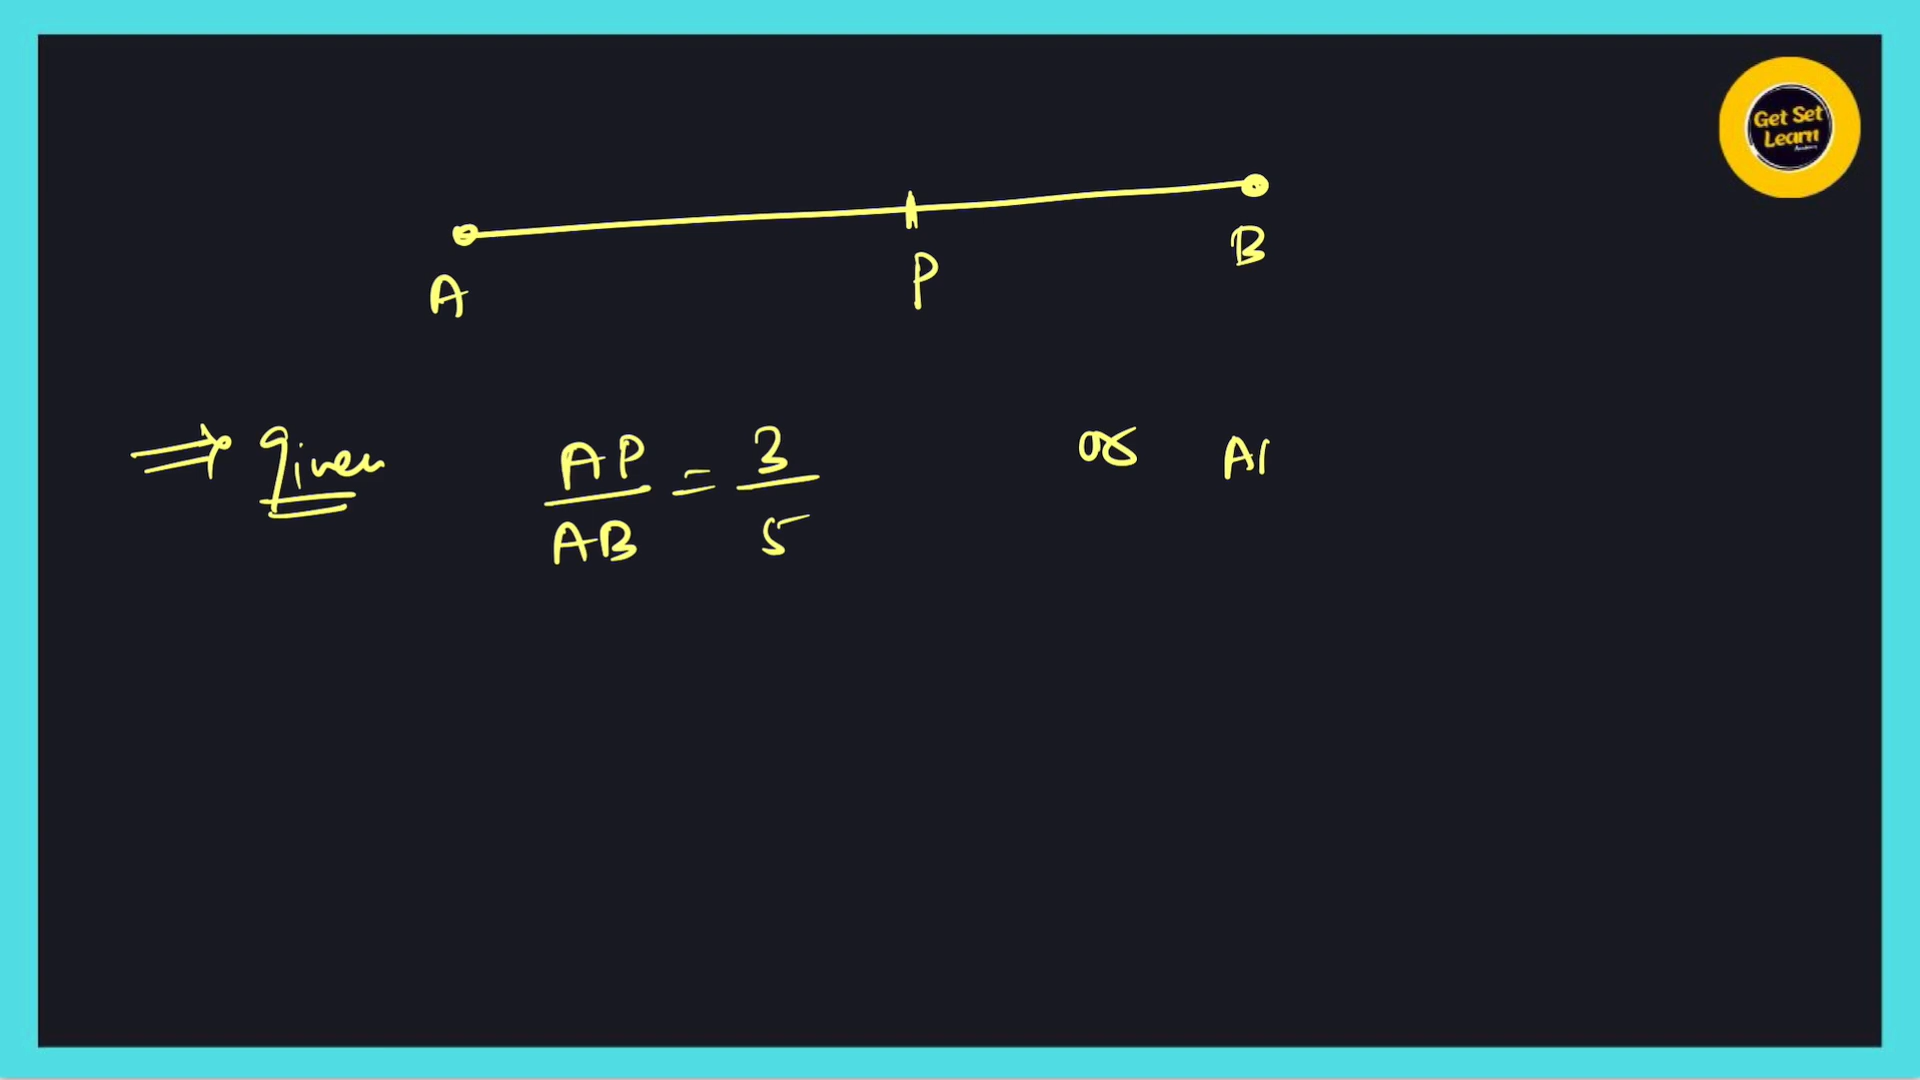 Get Set
Learn
A
P
B
⇒ given AP/AB = 3/5 or A